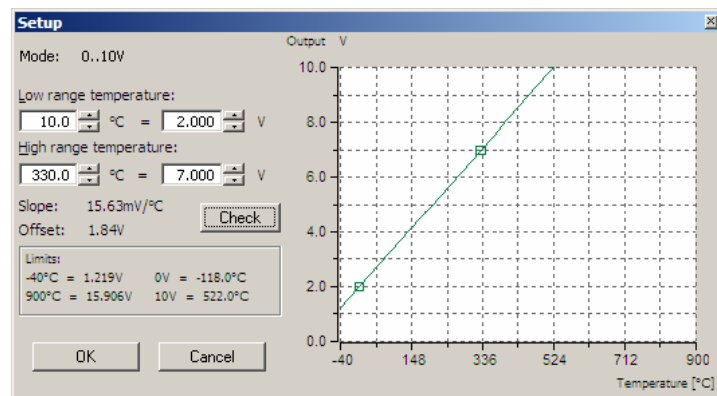 Setup
Mode: 0..10V
Low range temperature:
10.0 °C = 2.000 V
High range temperature:
330.0 °C = 7.000 V
Slope: 15.63mV/°C
Offset: 1.84V
Check
Limits:
-40°C = 1.219V 0V = -118.0°C
900°C = 15.906V 10V = 522.0°C
OK Cancel
Output V
10.0
8.0
6.0
4.0
2.0
0.0
-40 148 336 524 712 900
Temperature [°C]